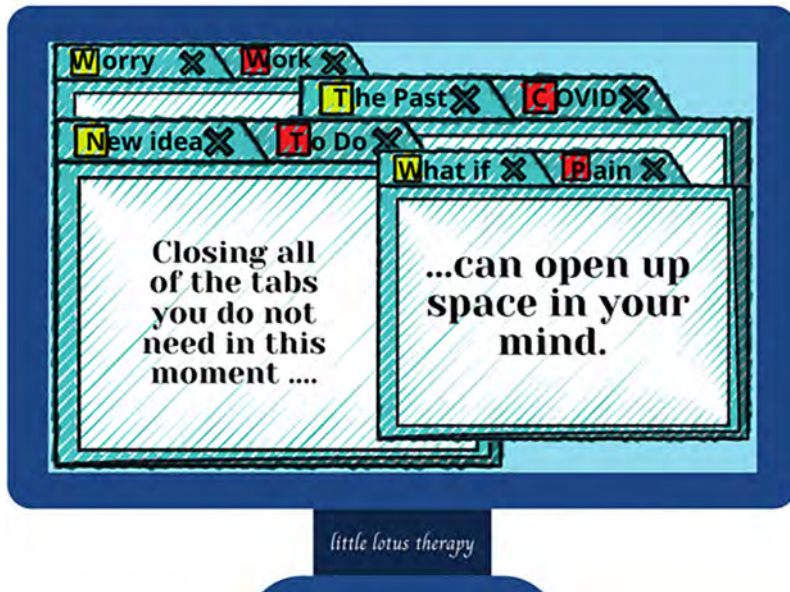 Worry Work
The Past COVID
New idea To Do
What if Plain
Closing all
of the tabs
you do not
need in this
moment ....
...can open up
space in your
mind.
little lotus therapy